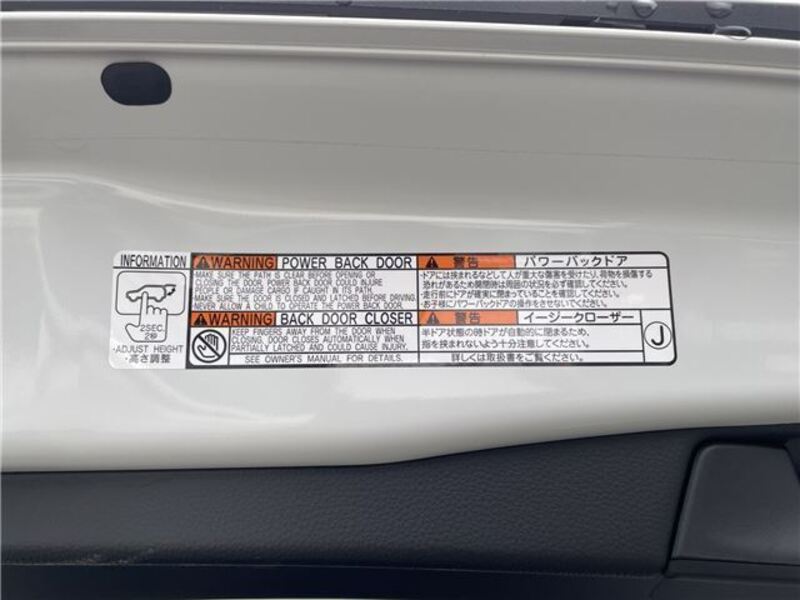 INFORMATION
2SEC.
2秒
・ADJUST HEIGHT
・高さ調整
WARNING POWER BACK DOOR
・MAKE SURE THE PATH IS CLEAR BEFORE OPENING OR
CLOSING THE DOOR. POWER BACK DOOR COULD INJURE
PEOPLE OR DAMAGE CARGO IF CAUGHT IN ITS PATH.
・MAKE SURE THE DOOR IS CLOSED AND LATCHED BEFORE DRIVING.
・NEVER ALLOW A CHILD TO OPERATE THE POWER BACK DOOR.
WARNING BACK DOOR CLOSER
KEEP FINGERS AWAY FROM THE DOOR WHEN
CLOSING, DOOR CLOSES AUTOMATICALLY WHEN
PARTIALLY LATCHED AND COULD CAUSE INJURY.
SEE OWNER'S MANUAL FOR DETAILS.
警告 パワーバックドア
・ドアには挟まれるなどして人が重大な傷害を受けたり、荷物を損傷する
恐れがあるため開閉時は周囲の状況を必ず確認してください。
・走行前にドアが確実に閉まっていることを確認してください。
・お子様にパワーバックドアの操作をさせないでください。
警告 イージークローザー
半ドア状態の時ドアが自動的に閉まるため、
指を挟まれないよう十分注意してください。
詳しくは取扱書をご覧ください。
J